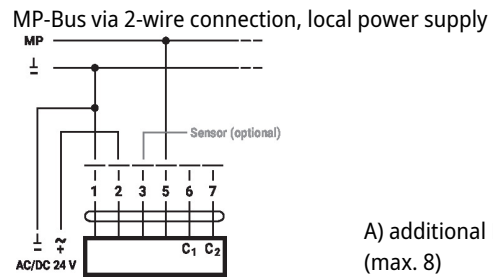 MP-Bus via 2-wire connection, local power supply
MP
⊥
Sensor (optional)
1 2 3 5 6 7
⊥ ~
+
AC/DC 24 V
C₁ C₂
A) additional
(max. 8)